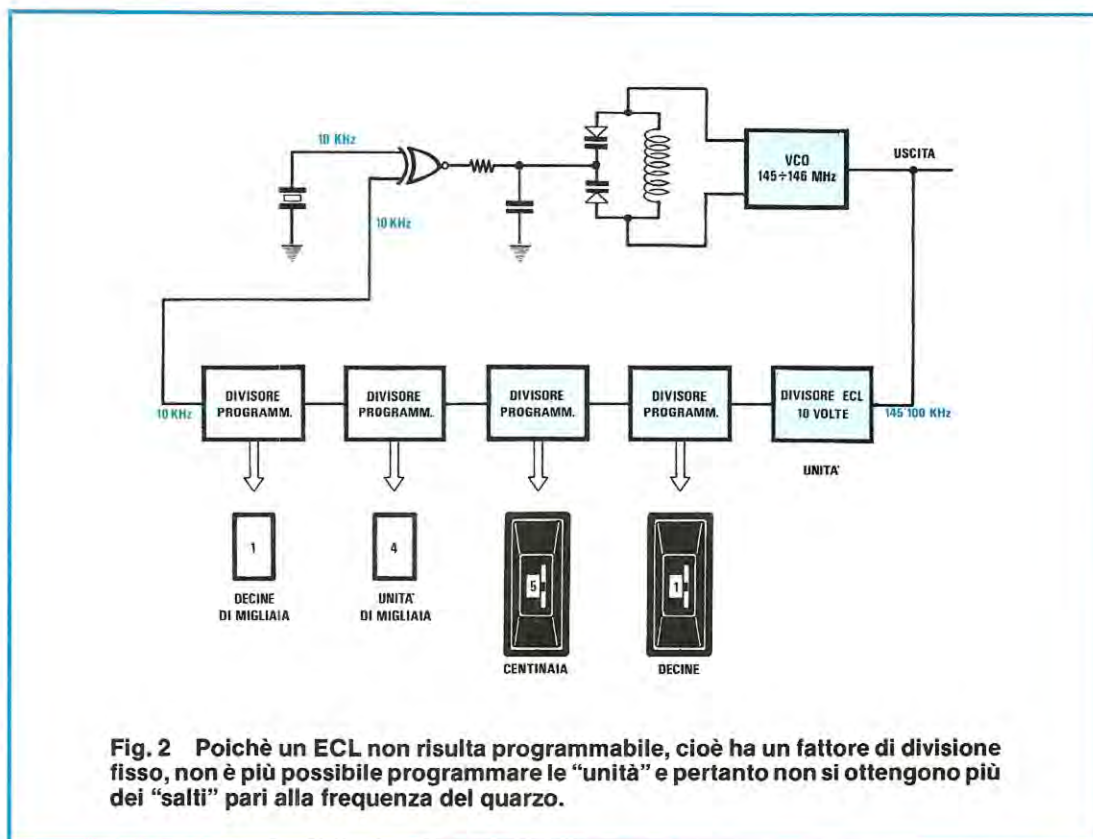 10 KHz
10 KHz
VCO
145÷146 MHz
USCITA
10 KHz
DIVISORE
PROGRAMM.
DIVISORE
PROGRAMM.
DIVISORE
PROGRAMM.
DIVISORE
PROGRAMM.
DIVISORE ECL
10 VOLTE
145'100 KHz
UNITA'
1
4
5
1
DECINE
DI MIGLIAIA
UNITA'
DI MIGLIAIA
CENTINAIA
DECINE
Fig. 2 Poichè un ECL non risulta programmabile, cioè ha un fattore di divisione
fisso, non è più possibile programmare le "unità" e pertanto non si ottengono più
dei "salti" pari alla frequenza del quarzo.